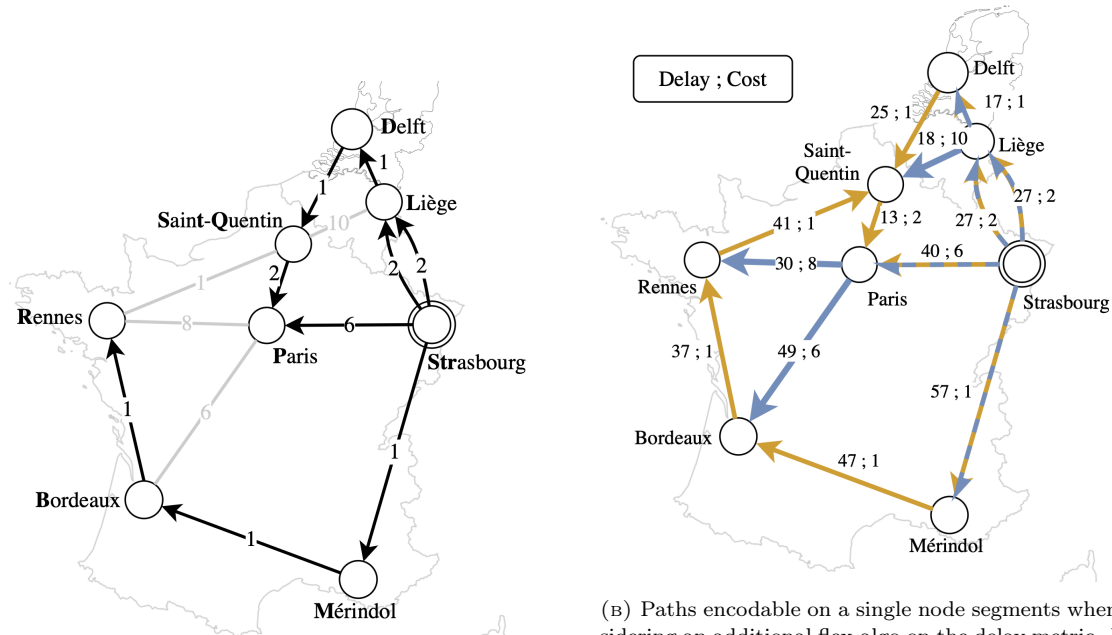 Delft
1
1
Liège
Saint-Quentin
10
2
2
2
1
Rennes
8
6
Paris
Strasbourg
1
6
1
Bordeaux
1
Mérindol
Delay ; Cost
Delft
25 ; 1
17 ; 1
18 ; 10
Liège
Saint-
Quentin
27 ; 2
13 ; 2
27 ; 2
41 ; 1
40 ; 6
30 ; 8
Rennes
Paris
Strasbourg
37 ; 1
49 ; 6
57 ; 1
Bordeaux
47 ; 1
Mérindol
(B) Paths encodable on a single node segments when